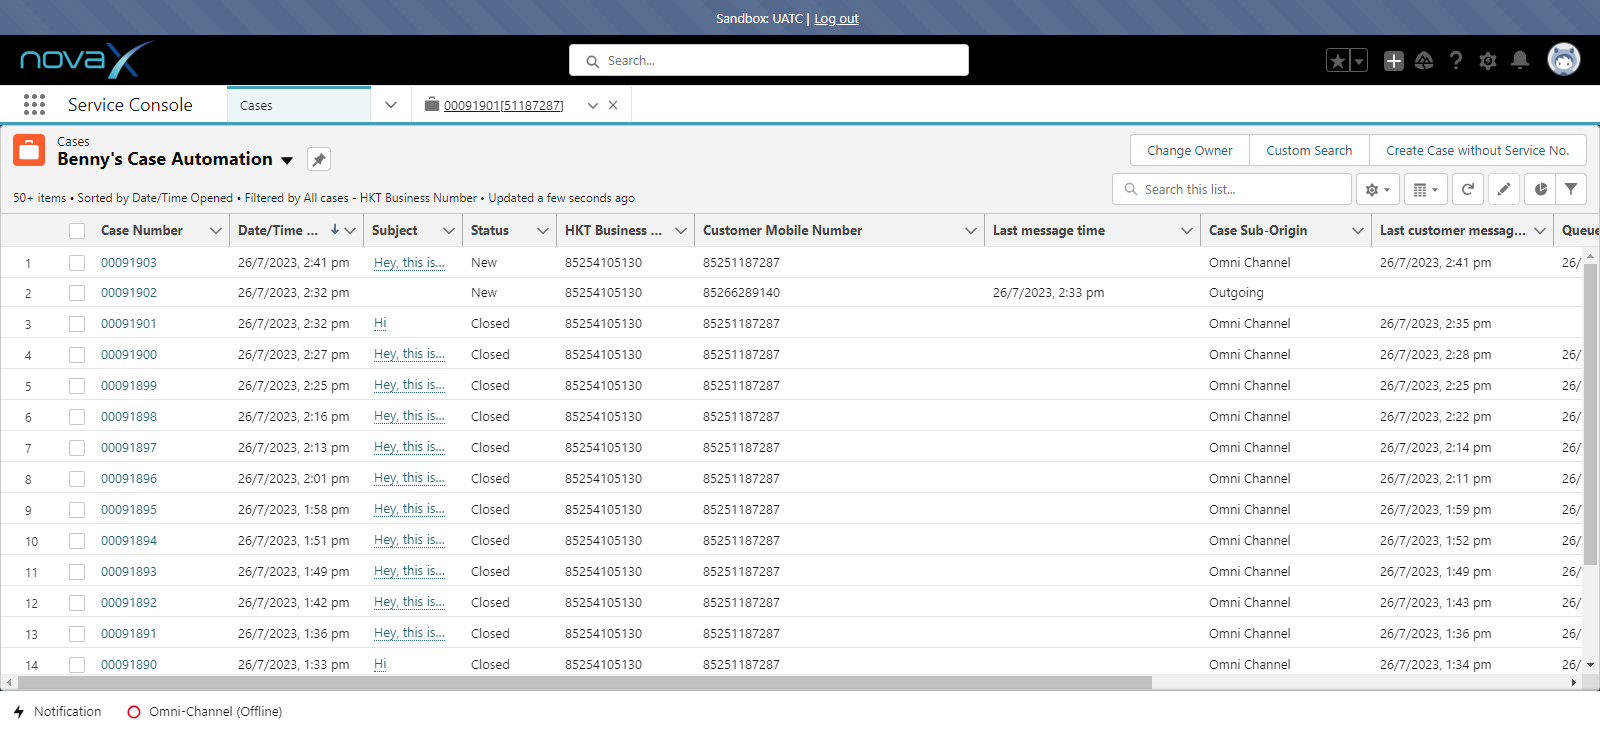 Sandbox: UATC | Log out
novax
Search...
Service Console
Cases
00091901[51187287]
Cases
Benny's Case Automation
Change Owner
Custom Search
Create Case without Service No.
50+ items • Sorted by Date/Time Opened • Filtered by All cases - HKT Business Number • Updated a few seconds ago
Search this list...
Case Number Date/Time ... Subject Status HKT Business ... Customer Mobile Number Last message time Case Sub-Origin Last customer messag... Queue
1 00091903 26/7/2023, 2:41 pm Hey, this is... New 85254105130 85251187287 Omni Channel 26/7/2023, 2:41 pm 26/
2 00091902 26/7/2023, 2:32 pm New 85254105130 85266289140 26/7/2023, 2:33 pm Outgoing
3 00091901 26/7/2023, 2:32 pm Hi Closed 85254105130 85251187287 Omni Channel 26/7/2023, 2:35 pm
4 00091900 26/7/2023, 2:27 pm Hey, this is... Closed 85254105130 85251187287 Omni Channel 26/7/2023, 2:28 pm 26/
5 00091899 26/7/2023, 2:25 pm Hey, this is... Closed 85254105130 85251187287 Omni Channel 26/7/2023, 2:25 pm 26/
6 00091898 26/7/2023, 2:16 pm Hey, this is... Closed 85254105130 85251187287 Omni Channel 26/7/2023, 2:22 pm 26/
7 00091897 26/7/2023, 2:13 pm Hey, this is... Closed 85254105130 85251187287 Omni Channel 26/7/2023, 2:14 pm 26/
8 00091896 26/7/2023, 2:01 pm Hey, this is... Closed 85254105130 85251187287 Omni Channel 26/7/2023, 2:11 pm 26/
9 00091895 26/7/2023, 1:58 pm Hey, this is... Closed 85254105130 85251187287 Omni Channel 26/7/2023, 1:59 pm 26/
10 00091894 26/7/2023, 1:51 pm Hey, this is... Closed 85254105130 85251187287 Omni Channel 26/7/2023, 1:52 pm 26/
11 00091893 26/7/2023, 1:49 pm Hey, this is... Closed 85254105130 85251187287 Omni Channel 26/7/2023, 1:49 pm 26/
12 00091892 26/7/2023, 1:42 pm Hey, this is... Closed 85254105130 85251187287 Omni Channel 26/7/2023, 1:43 pm 26/
13 00091891 26/7/2023, 1:36 pm Hey, this is... Closed 85254105130 85251187287 Omni Channel 26/7/2023, 1:36 pm 26/
14 00091890 26/7/2023, 1:33 pm Hi Closed 85254105130 85251187287 Omni Channel 26/7/2023, 1:34 pm 26/
Notification
Omni-Channel (Offline)